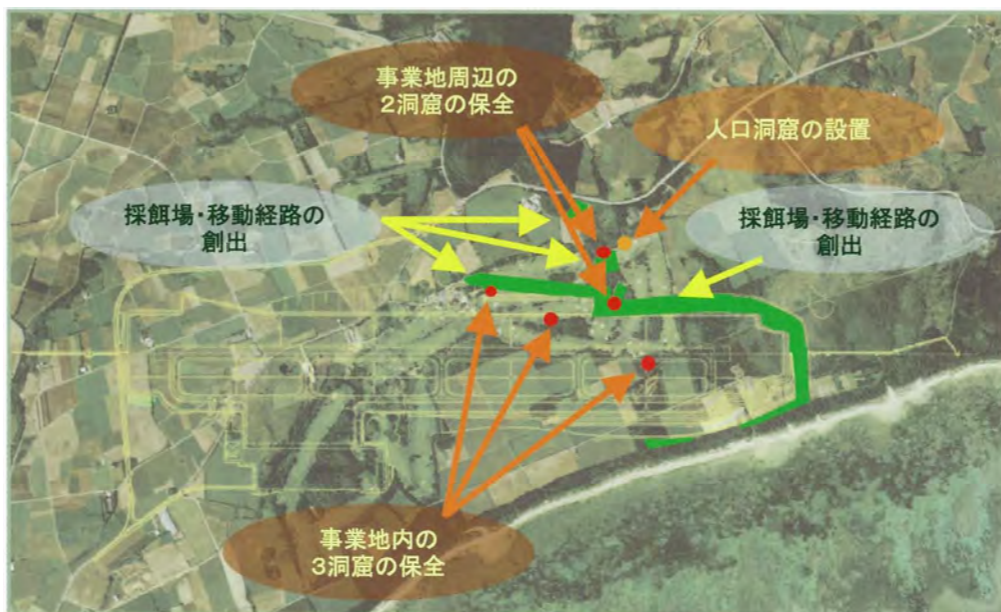 事業地周辺の
2洞窟の保全
人口洞窟の設置
採餌場・移動経路の
創出
採餌場・移動経路の
創出
事業地内の
3洞窟の保全